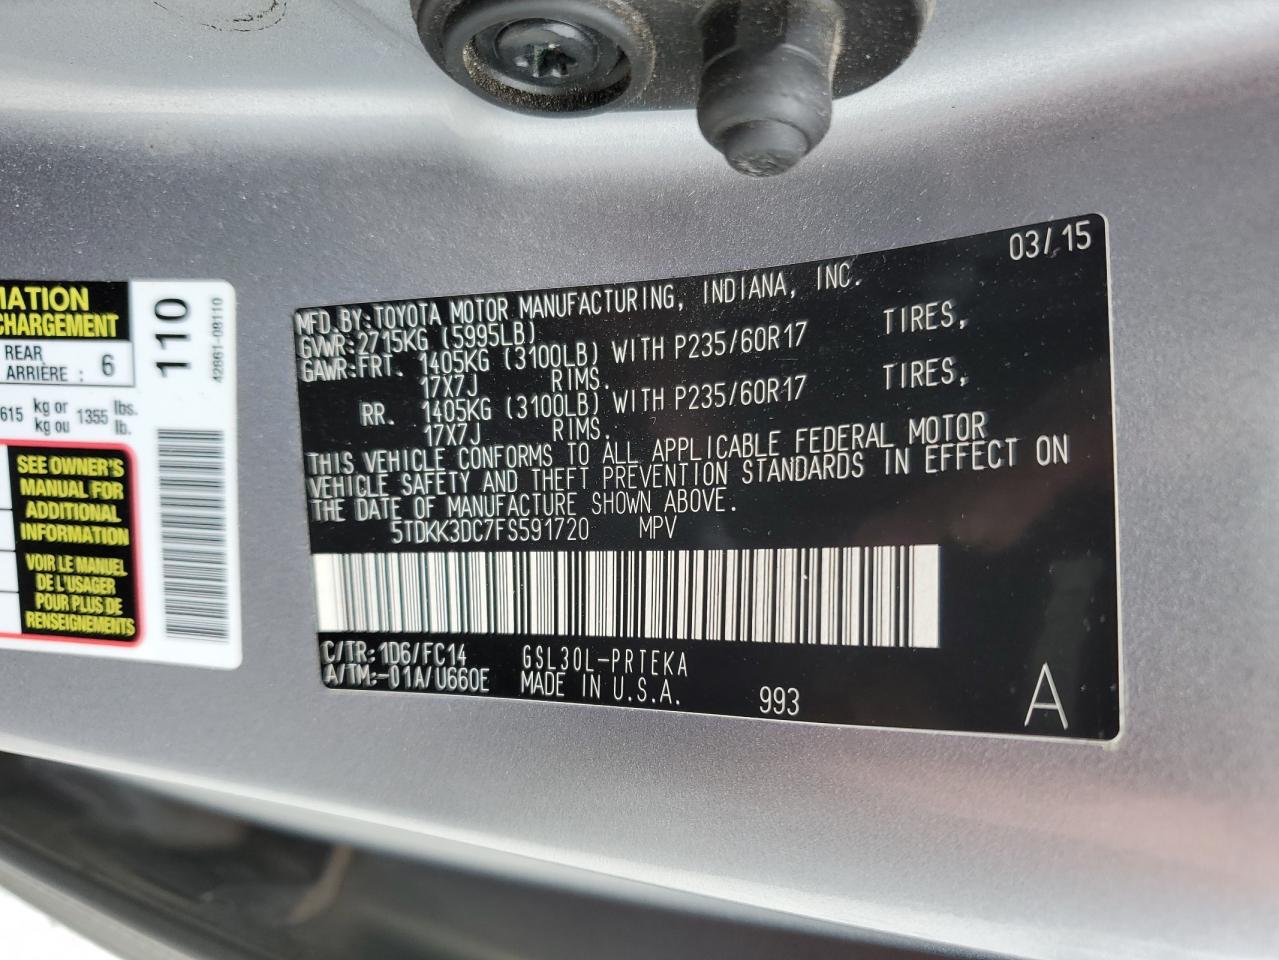 MATION
CHARGEMENT
REAR
ARRIÈRE : 6
615 kg or 1355 lbs.
kg ou lb.
SEE OWNER'S
MANUAL FOR
ADDITIONAL
INFORMATION
VOIR LE MANUEL
DE L'USAGER
POUR PLUS DE
RENSEIGNEMENTS
110
42661-08110
03/15
MFD. BY: TOYOTA MOTOR MANUFACTURING, INDIANA, INC.
GVWR: 2715KG (5995LB)
GAWR: FRT. 1405KG (3100LB) WITH P235/60R17 TIRES,
17X7J RIMS.
RR. 1405KG (3100LB) WITH P235/60R17 TIRES,
17X7J RIMS.
THIS VEHICLE CONFORMS TO ALL APPLICABLE FEDERAL MOTOR
VEHICLE SAFETY AND THEFT PREVENTION STANDARDS IN EFFECT ON
THE DATE OF MANUFACTURE SHOWN ABOVE.
5TDKK3DC7FS591720 MPV
C/TR: 1D6/FC14 GSL30L-PRTEKA
A/TM: -01A/U660E MADE IN U.S.A. 993
A